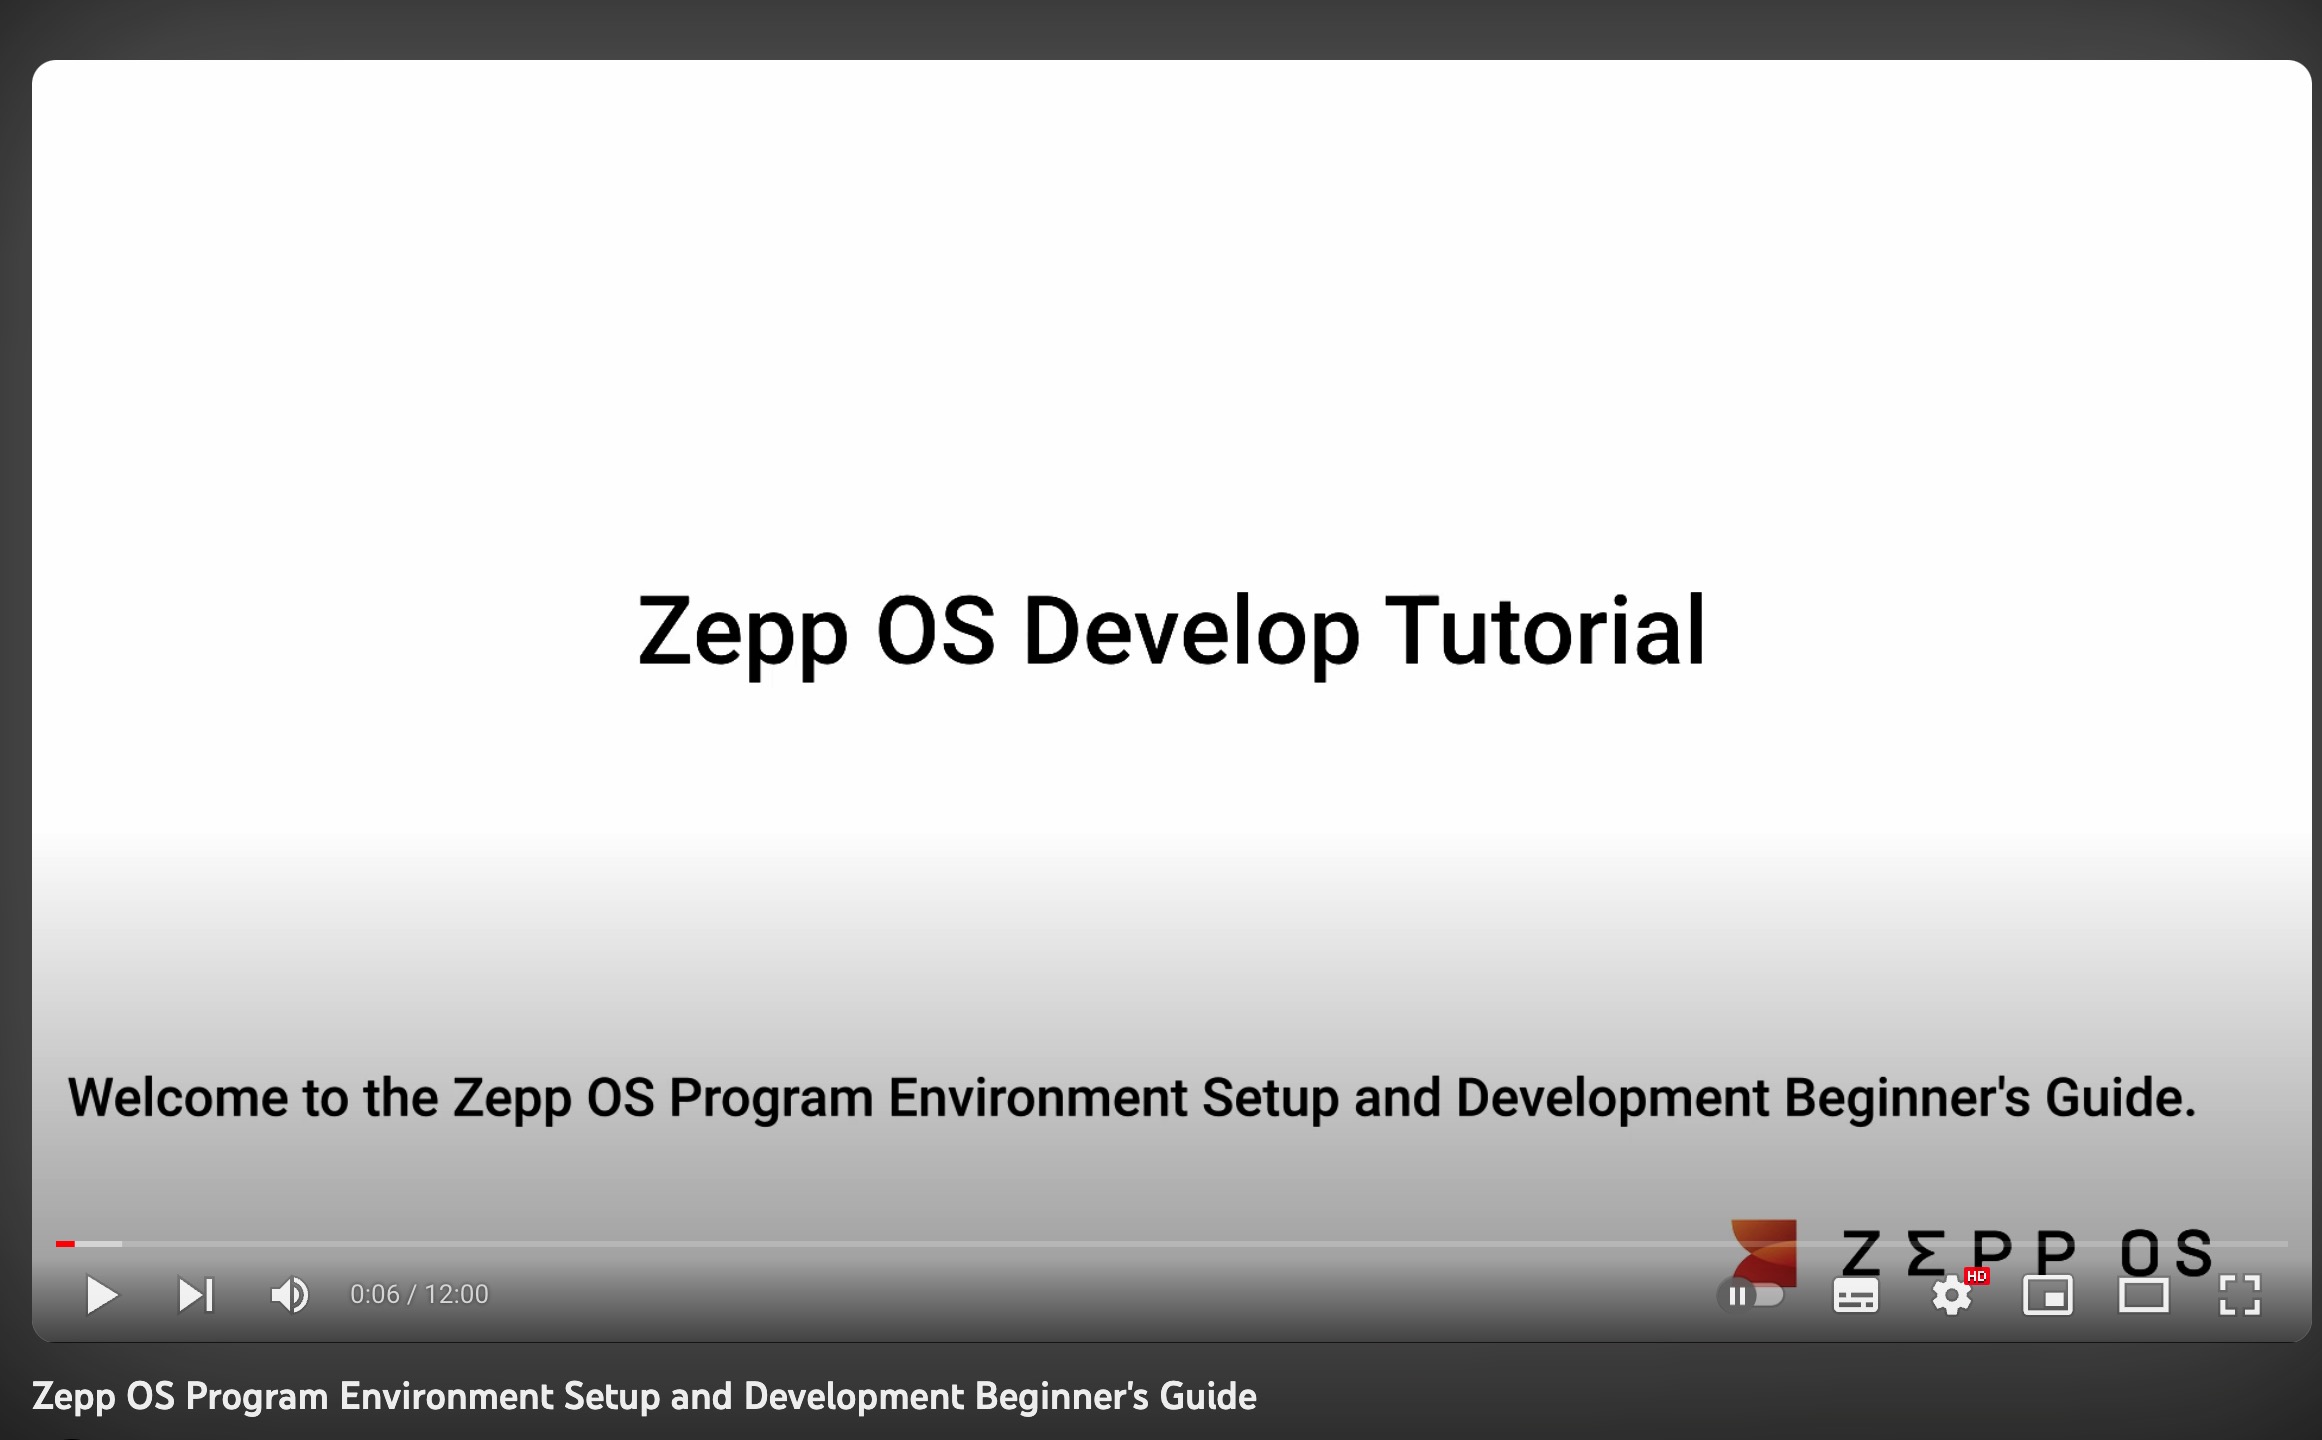 Zepp OS Develop Tutorial
Welcome to the Zepp OS Program Environment Setup and Development Beginner's Guide.
ZΣPP OS
0:06 / 12:00
HD
Zepp OS Program Environment Setup and Development Beginner's Guide